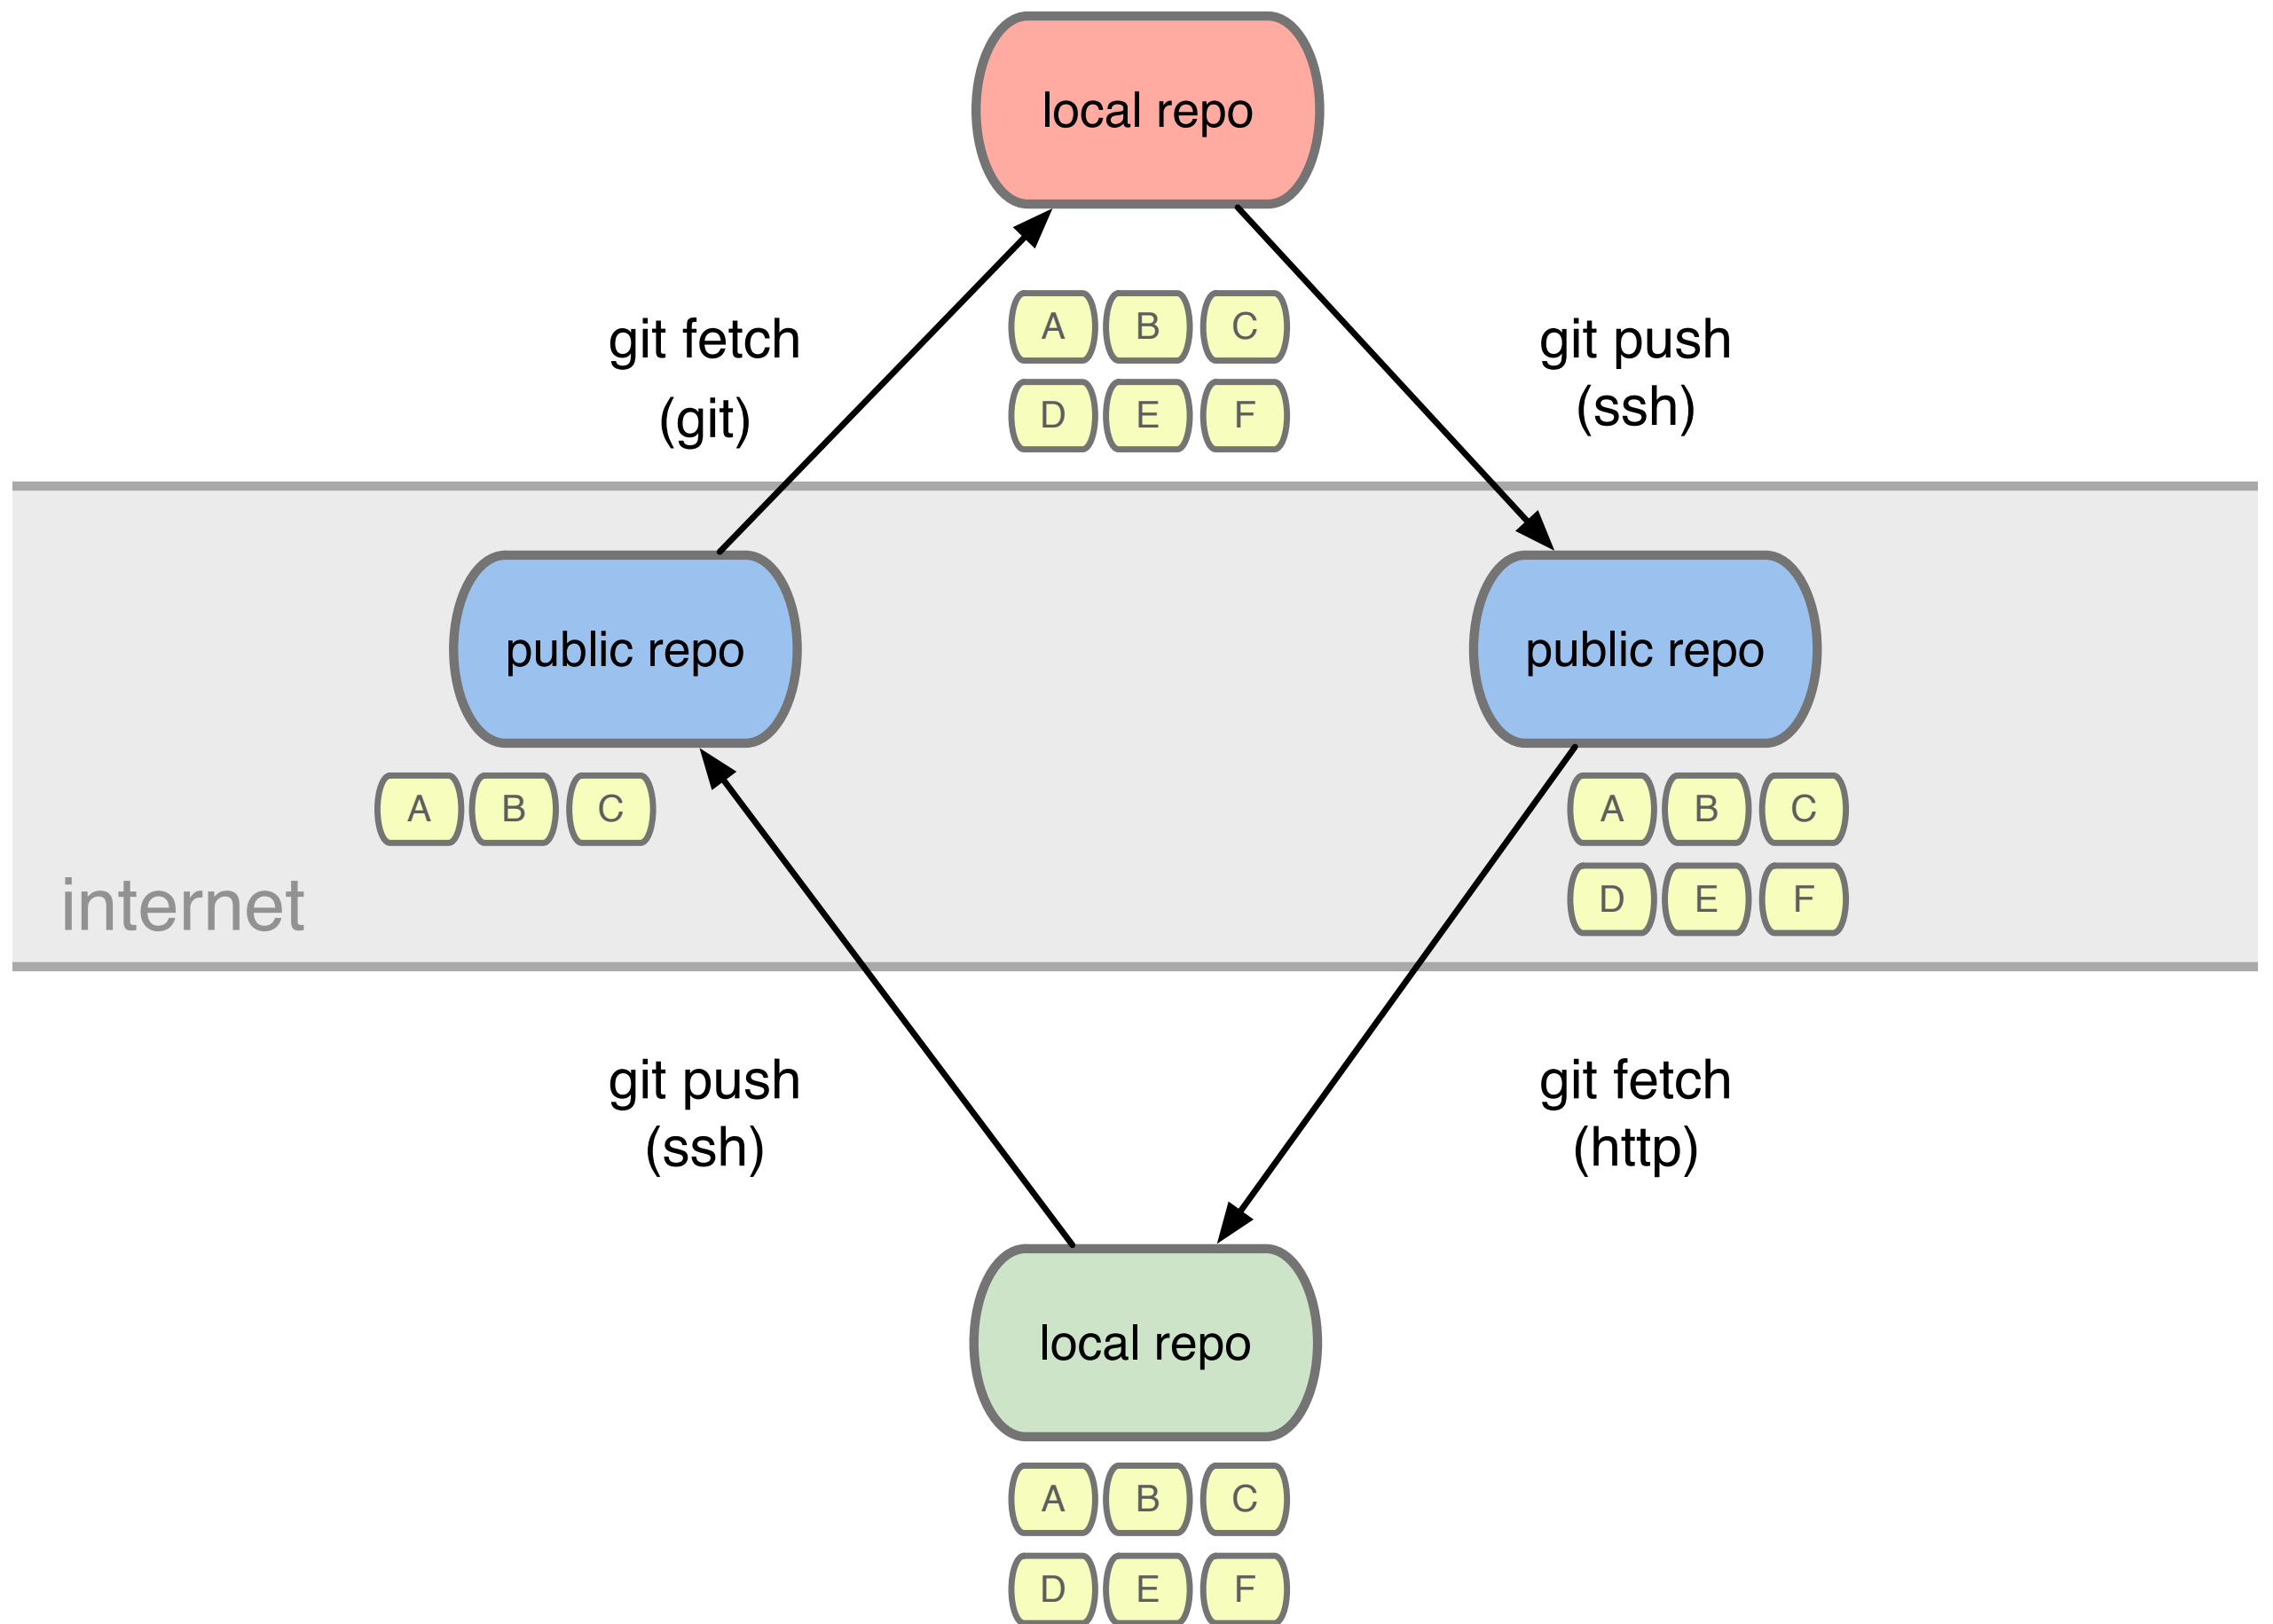 local repo
git fetch
(git)
A B C
D E F
git push
(ssh)
public repo
public repo
A B C
A B C
D E F
internet
git push
(ssh)
git fetch
(http)
local repo
A B C
D E F